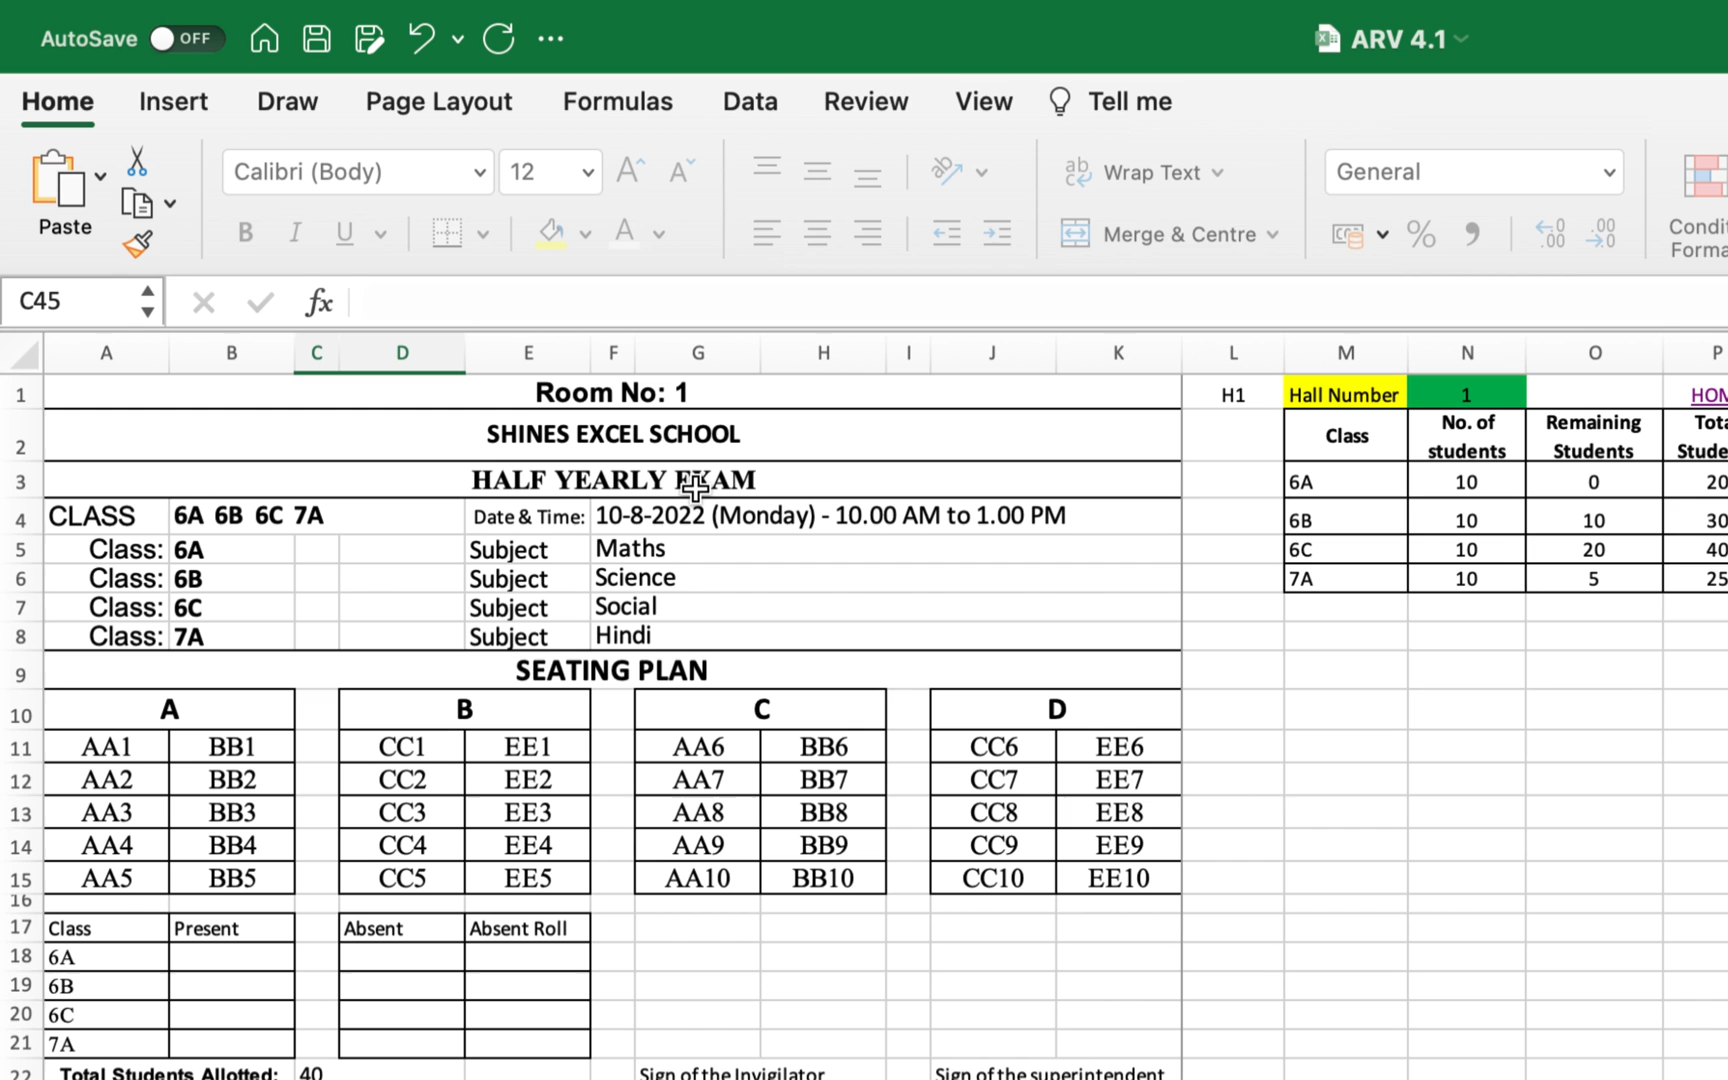 AutoSave OFF ARV 4.1
Home Insert Draw Page Layout Formulas Data Review View Tell me
Calibri (Body) 12 Wrap Text General
Paste B I U Merge & Centre % Condit
Forma
C45 fx
A B C D E F G H I J K L M N O P
1 Room No: 1 H1 Hall Number 1 HOM
2 SHINES EXCEL SCHOOL Class No. of students Remaining Students Tota Stude
3 HALF YEARLY EXAM 6A 10 0 20
4 CLASS 6A 6B 6C 7A Date & Time: 10-8-2022 (Monday) - 10.00 AM to 1.00 PM 6B 10 10 30
5 Class: 6A Subject Maths 6C 10 20 40
6 Class: 6B Subject Science 7A 10 5 25
7 Class: 6C Subject Social
8 Class: 7A Subject Hindi
9 SEATING PLAN
10 A B C D
11 AA1 BB1 CC1 EE1 AA6 BB6 CC6 EE6
12 AA2 BB2 CC2 EE2 AA7 BB7 CC7 EE7
13 AA3 BB3 CC3 EE3 AA8 BB8 CC8 EE8
14 AA4 BB4 CC4 EE4 AA9 BB9 CC9 EE9
15 AA5 BB5 CC5 EE5 AA10 BB10 CC10 EE10
16
17 Class Present Absent Absent Roll
18 6A
19 6B
20 6C
21 7A
22 Total Students Allotted: 40 Sign of the Invigilator Sign of the superintendent